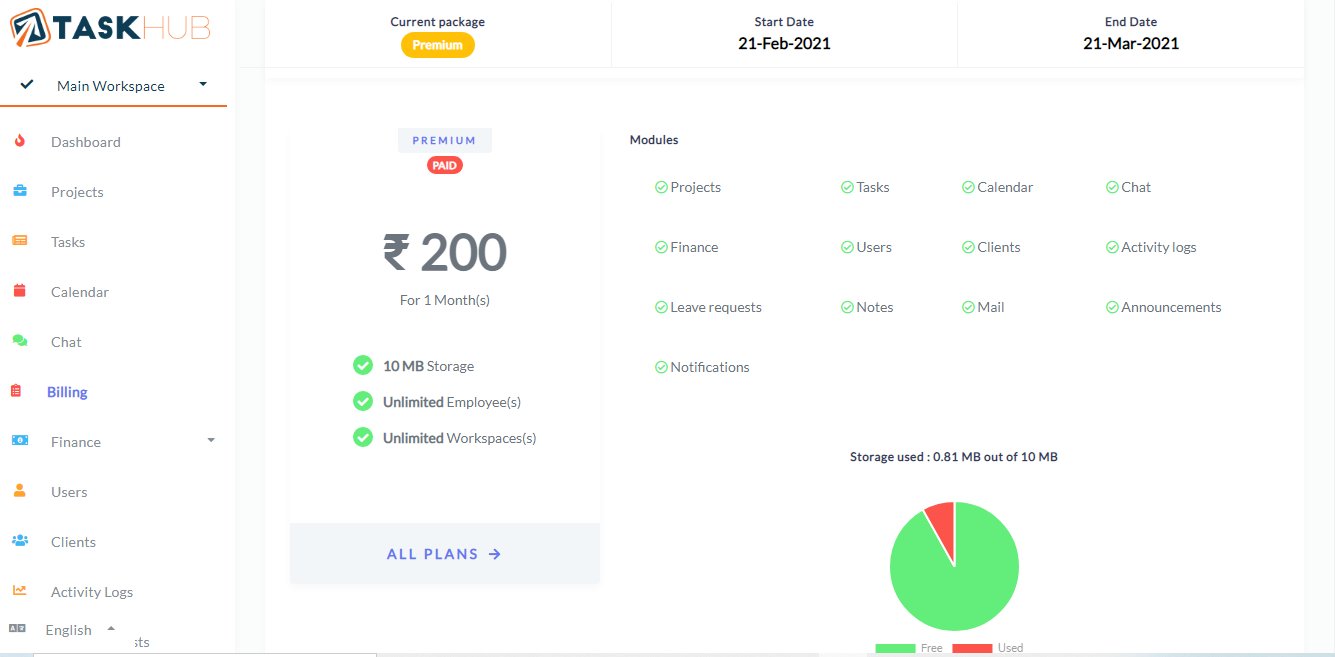 TASKHUB
Main Workspace
Dashboard
Projects
Tasks
Calendar
Chat
Billing
Finance
Users
Clients
Activity Logs
English
sts
Current package
Premium
Start Date
21-Feb-2021
End Date
21-Mar-2021
PREMIUM
PAID
₹ 200
For 1 Month(s)
10 MB Storage
Unlimited Employee(s)
Unlimited Workspaces(s)
ALL PLANS →
Modules
Projects Tasks Calendar Chat
Finance Users Clients Activity logs
Leave requests Notes Mail Announcements
Notifications
Storage used : 0.81 MB out of 10 MB
Free Used